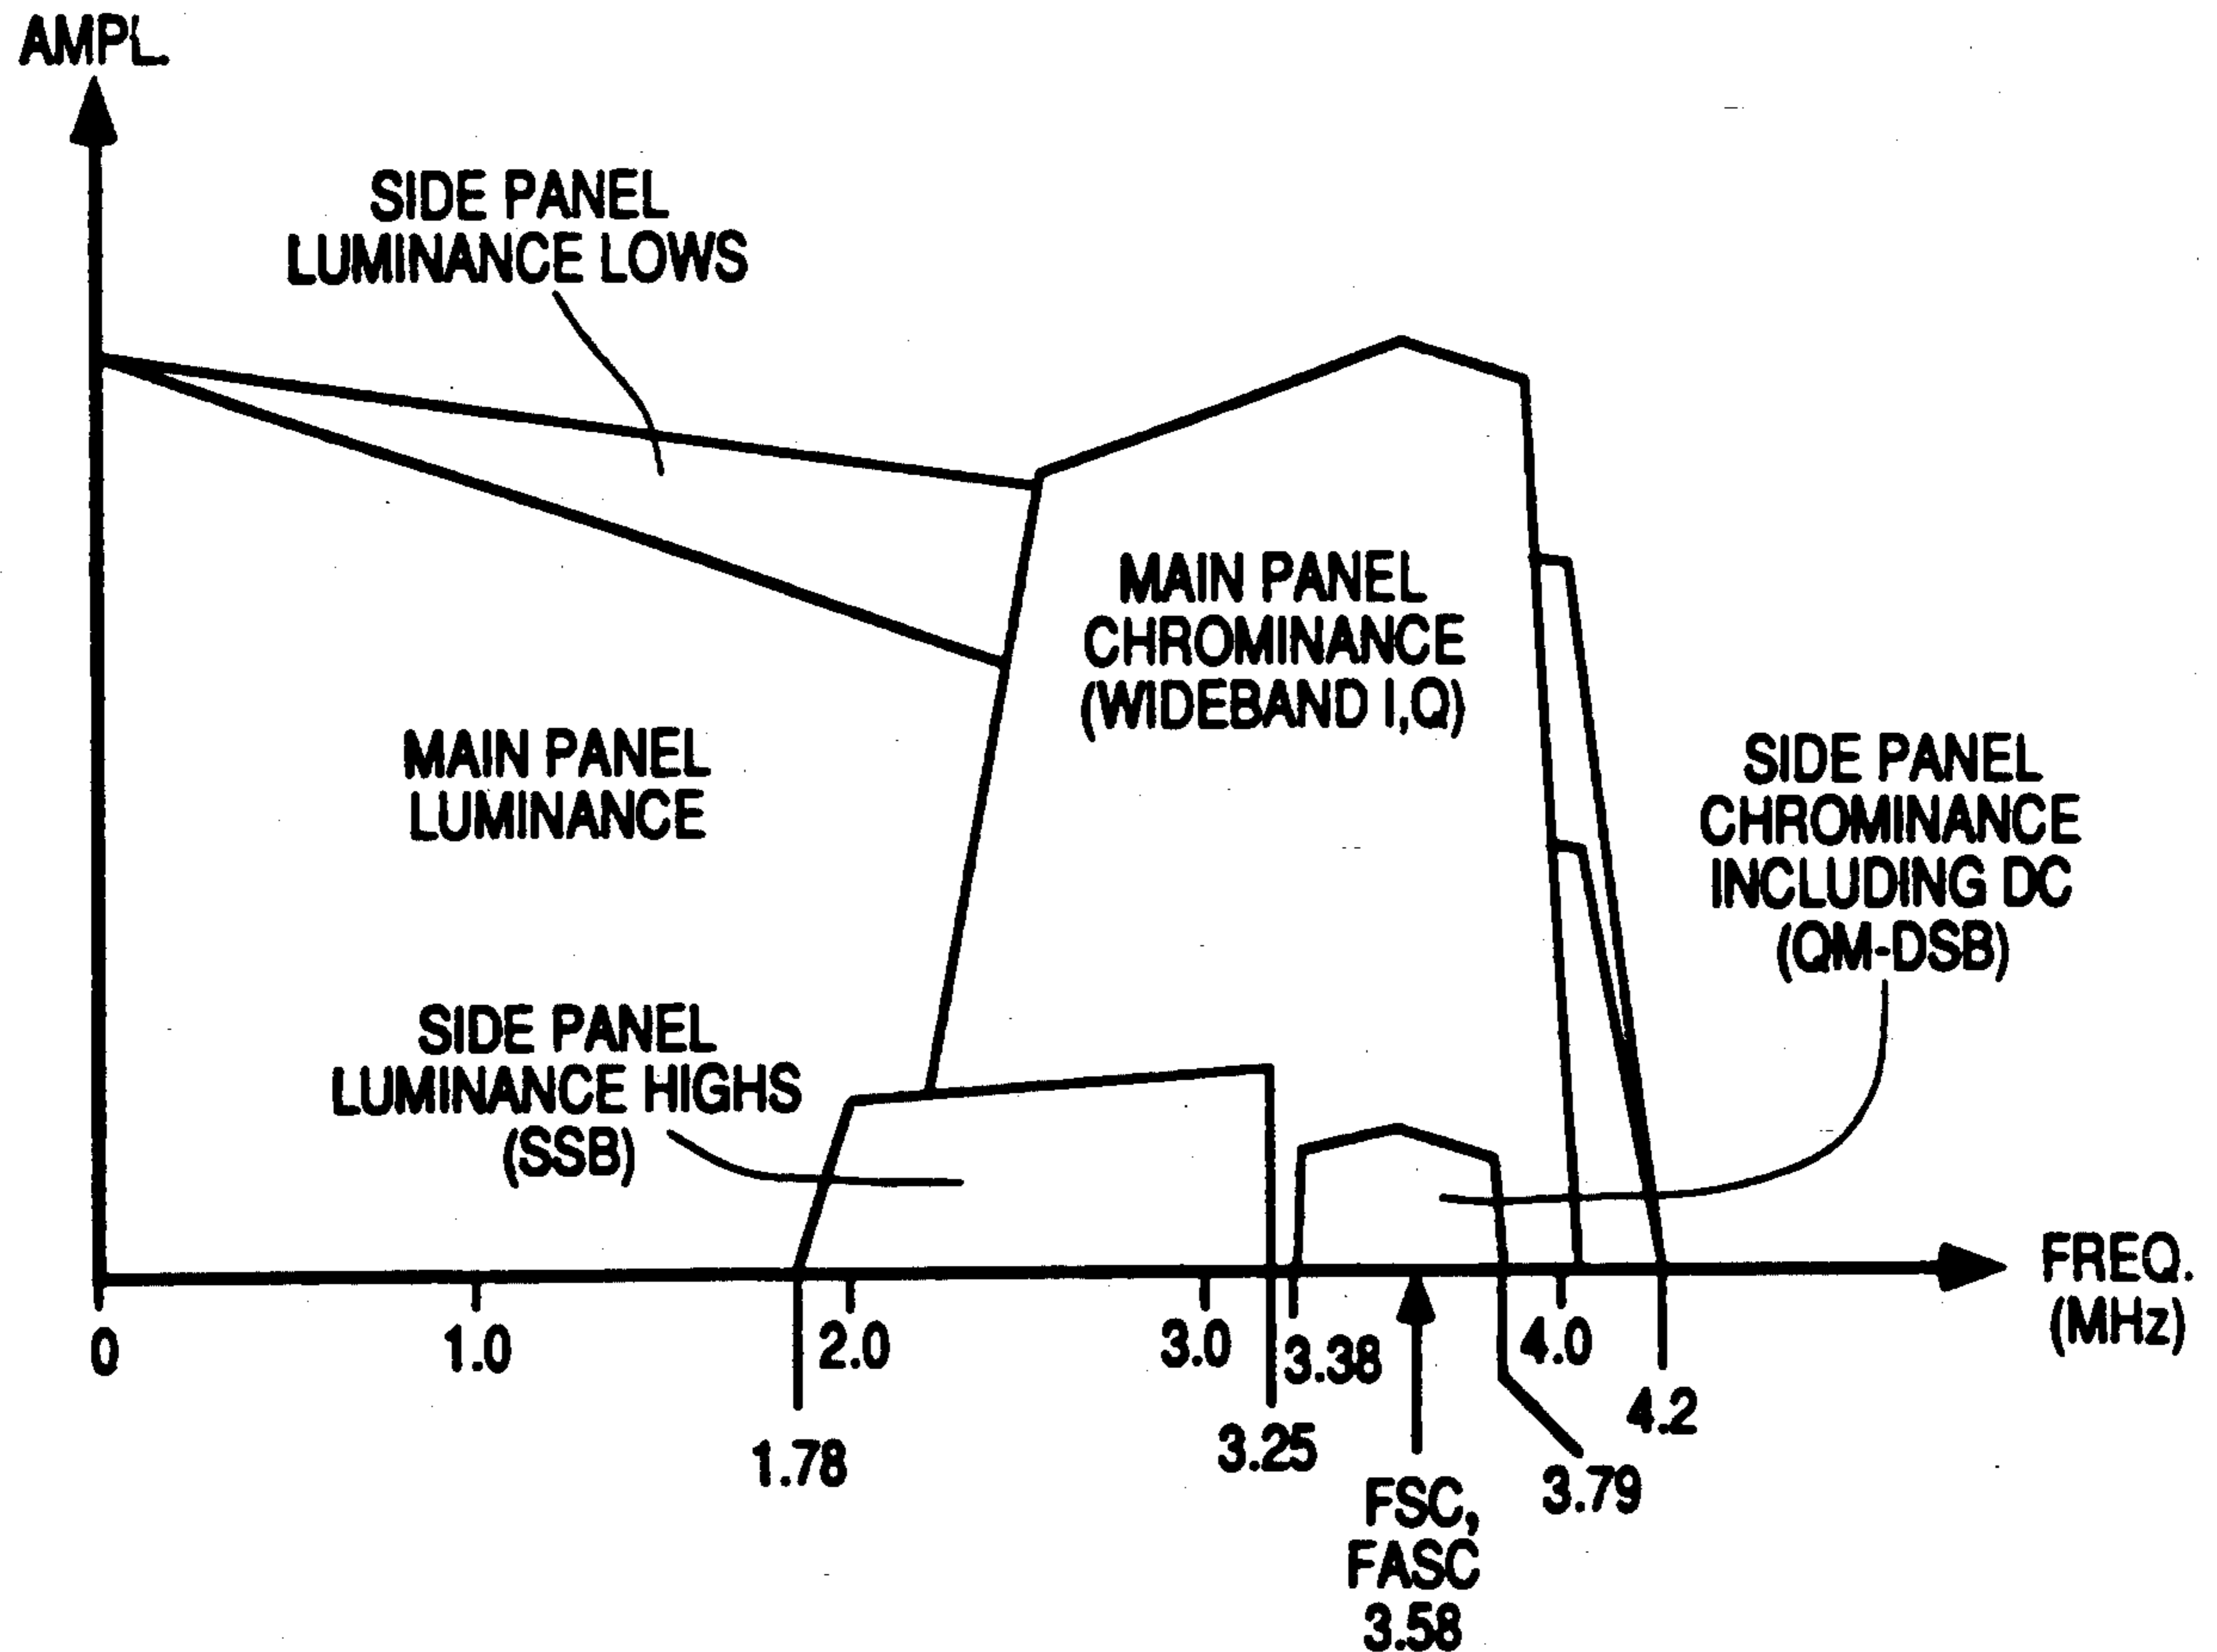 AMPL.
SIDE PANEL
LUMINANCE LOWS
MAIN PANEL
CHROMINANCE
(WIDEBAND I,Q)
MAIN PANEL
LUMINANCE
SIDE PANEL
CHROMINANCE
INCLUDING DC
(QM-DSB)
SIDE PANEL
LUMINANCE HIGHS
(SSB)
FREQ.
(MHz)
0
1.0
2.0
3.0
3.38
4.0
4.2
1.78
3.25
3.79
FSC,
FASC
3.58